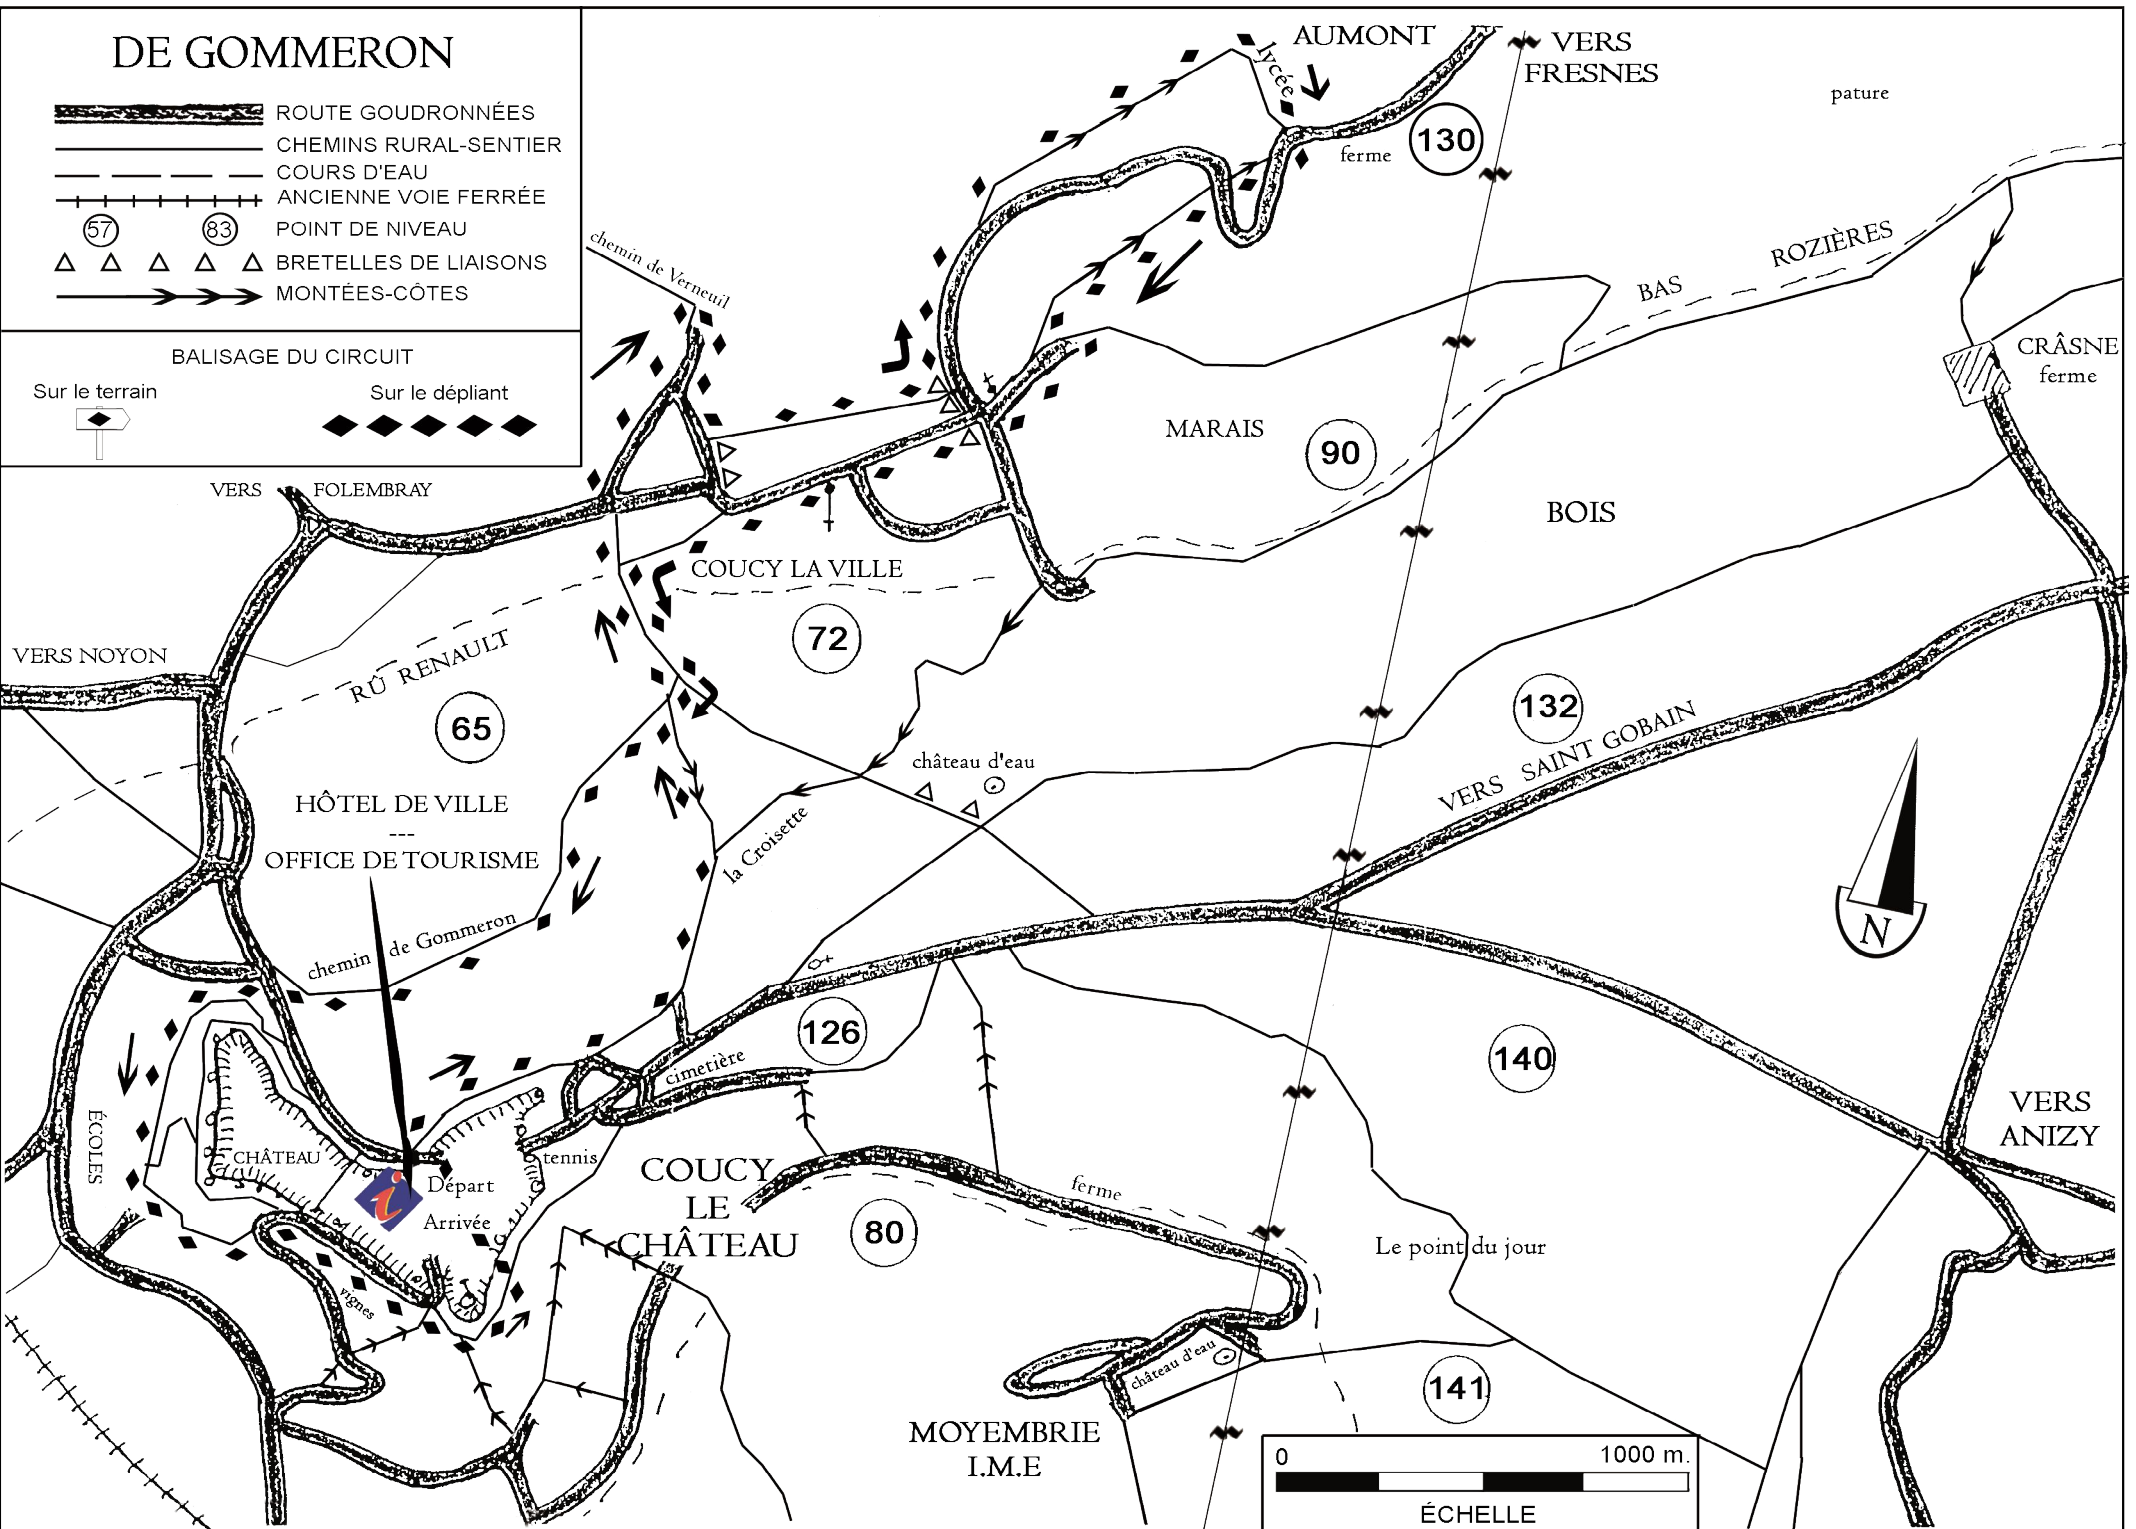 DE GOMMERON
ROUTE GOUDRONNÉES
CHEMINS RURAL-SENTIER
COURS D'EAU
ANCIENNE VOIE FERRÉE
57 83 POINT DE NIVEAU
BRETELLES DE LIAISONS
MONTÉES-CÔTES
BALISAGE DU CIRCUIT
Sur le terrain
Sur le dépliant
AUMONT
VERS
FRESNES
lycée
ferme
130
pature
chemin de Verneuil
BAS
ROZIÈRES
CRÂSNE
ferme
MARAIS
90
BOIS
VERS FOLEMBRAY
COUCY LA VILLE
72
VERS NOYON
RÛ RENAULT
65
132
VERS SAINT GOBAIN
château d'eau
la Croisette
HÔTEL DE VILLE
---
OFFICE DE TOURISME
chemin de Gommeron
N
126
cimetière
140
VERS
ANIZY
ÉCOLES
CHÂTEAU
i
Départ
Arrivée
tennis
COUCY
LE
CHÂTEAU
80
ferme
Le point du jour
vignes
château d'eau
141
MOYEMBRIE
I.M.E
0 1000 m.
ÉCHELLE